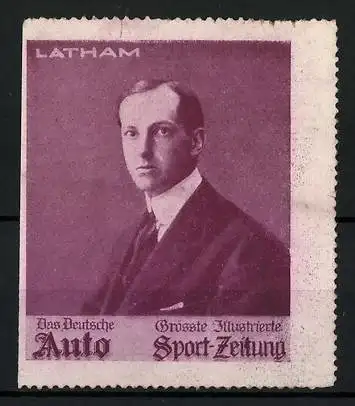 LATHAM
Das Deutsche Grösste Illustrierte
Auto Sport-Zeitung